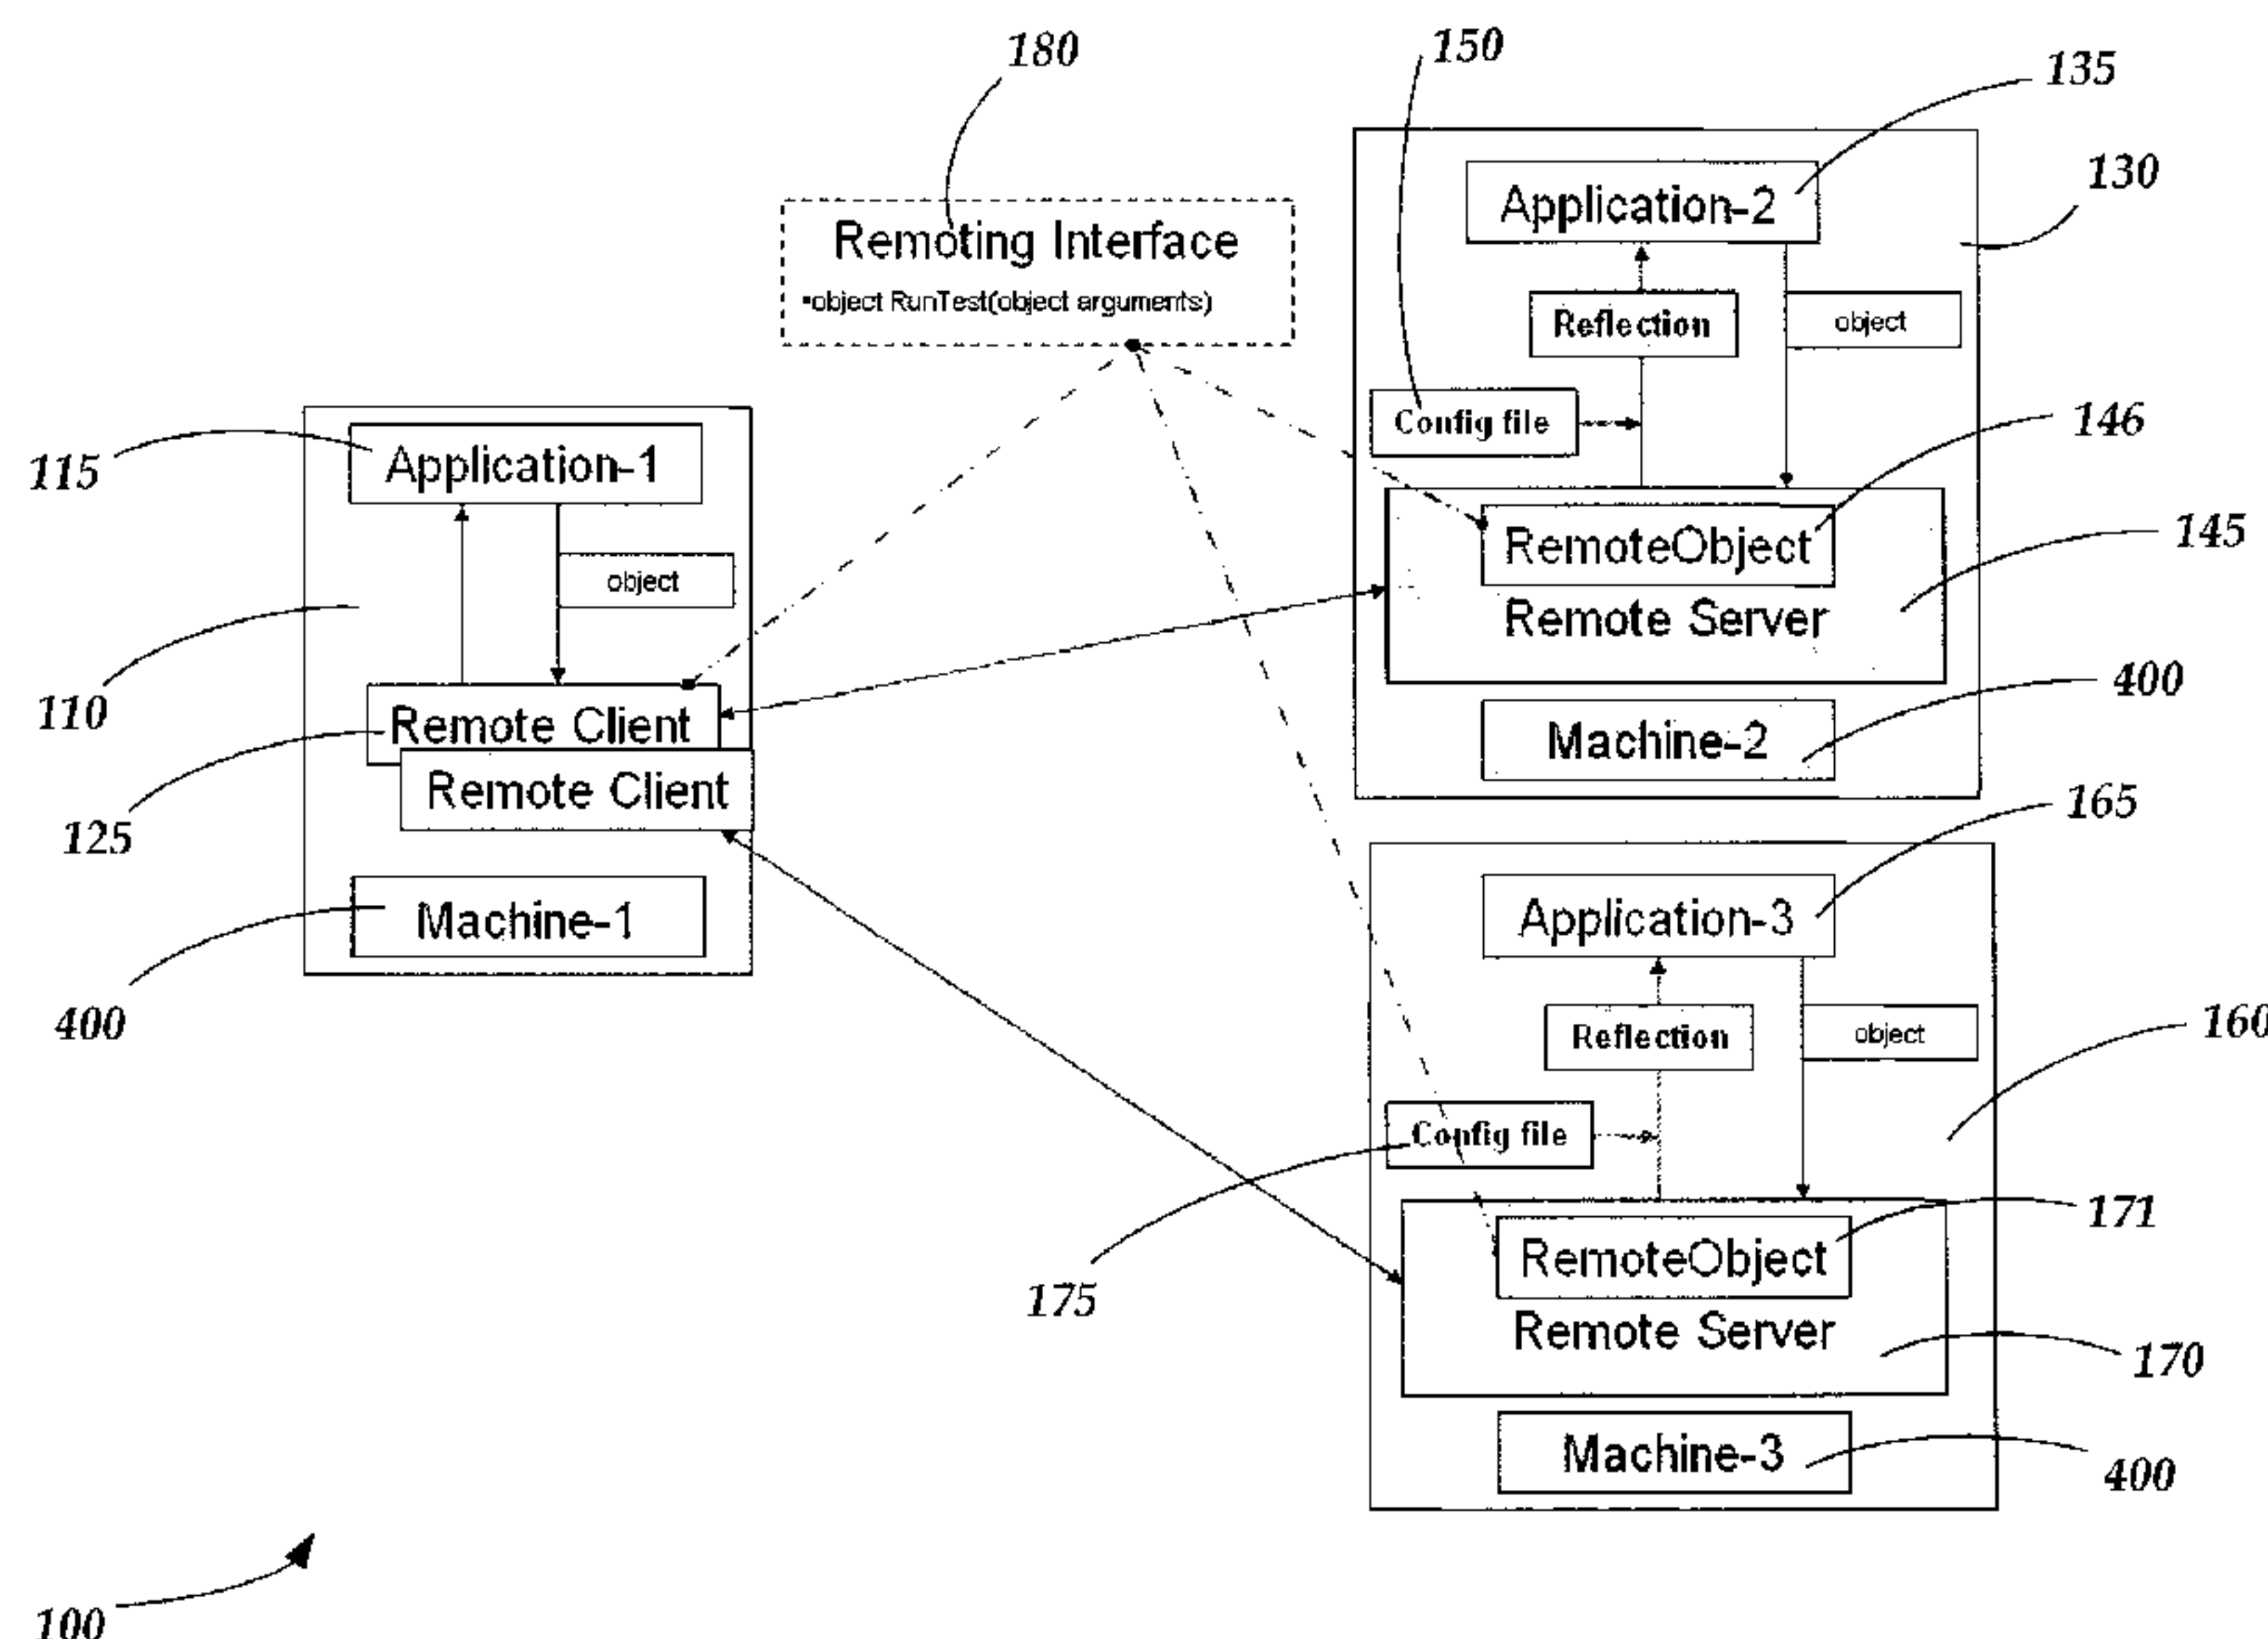 180
150
135
130
Remoting Interface
▪object RunTest(object arguments)
Application-2
Reflection
object
Config file
146
RemoteObject
145
Remote Server
400
Machine-2
115
Application-1
object
110
Remote Client
125
Remote Client
Machine-1
400
165
Application-3
Reflection
object
160
Config file
175
171
RemoteObject
Remote Server
170
Machine-3
400
100